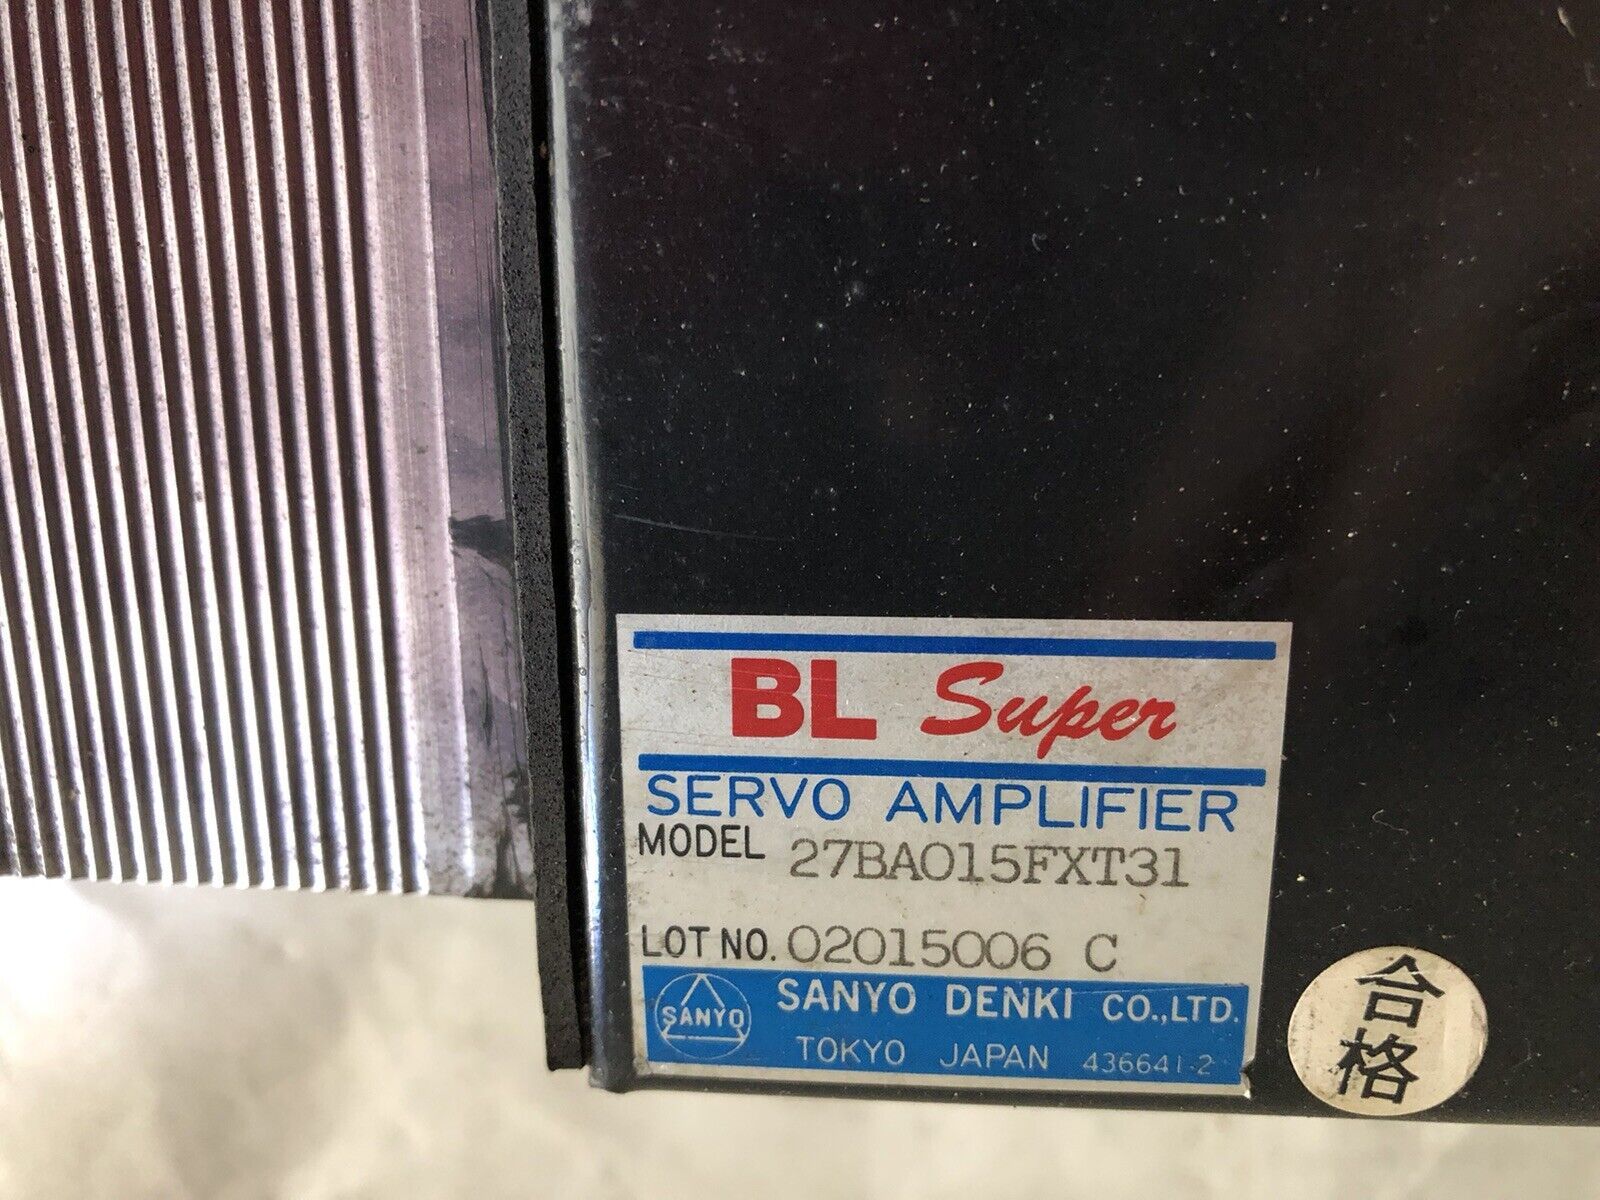 BL Super
SERVO AMPLIFIER
MODEL 27BA015FXT31
LOT NO. 02015006 C
SANYO
SANYO DENKI CO.,LTD.
TOKYO JAPAN 436641-2
合
格